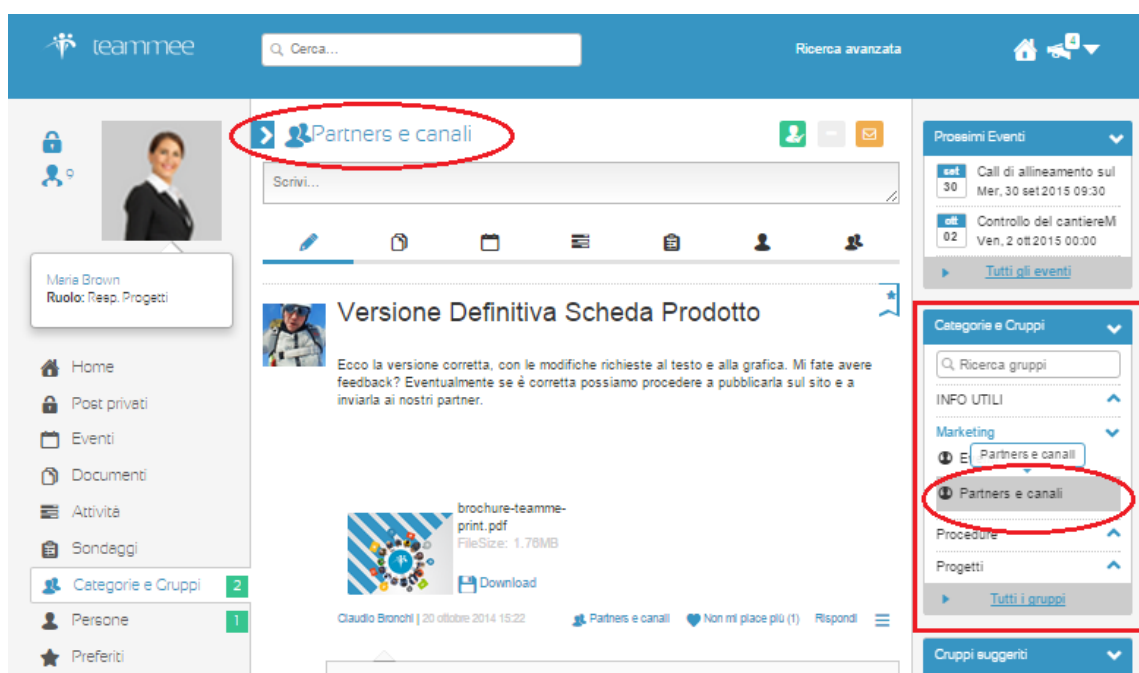 teammee
Cerca...
Ricerca avanzata
4
9
Maria Brown
Ruolo: Resp. Progetti
Home
Post privati
Eventi
Documenti
Attività
Sondaggi
Categorie e Gruppi 2
Persone 1
Preferiti
Partners e canali
Scrivi...
Versione Definitiva Scheda Prodotto
Ecco la versione corretta, con le modifiche richieste al testo e alla grafica. Mi fate avere
feedback? Eventualmente se è corretta possiamo procedere a pubblicarla sul sito e a
inviarla ai nostri partner.
brochure-teamme-
print.pdf
FileSize: 1.76MB
Download
Claudio Bronchi | 20 ottobre 2014 15:22 Partners e canali Non mi place più (1) Rispondi
Prossimi Eventi
set
30
Call di allineamento sul
Mer, 30 set 2015 09:30
ott
02
Controllo del cantiereM
Ven, 2 ott 2015 00:00
Tutti gli eventi
Categorie e Gruppi
Ricerca gruppi
INFO UTILI
Marketing
Partners e canali
Partners e canali
Procedure
Progetti
Tutti i gruppi
Gruppi suggeriti